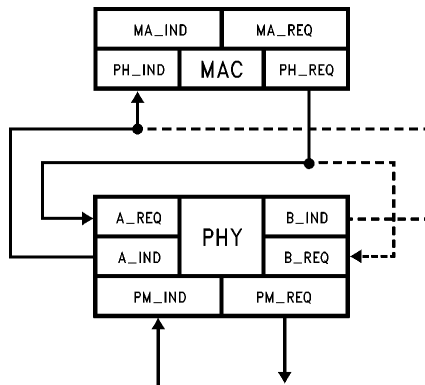 MA_IND MA_REQ
PH_IND MAC PH_REQ
A_REQ PHY B_IND
A_IND B_REQ
PM_IND PM_REQ